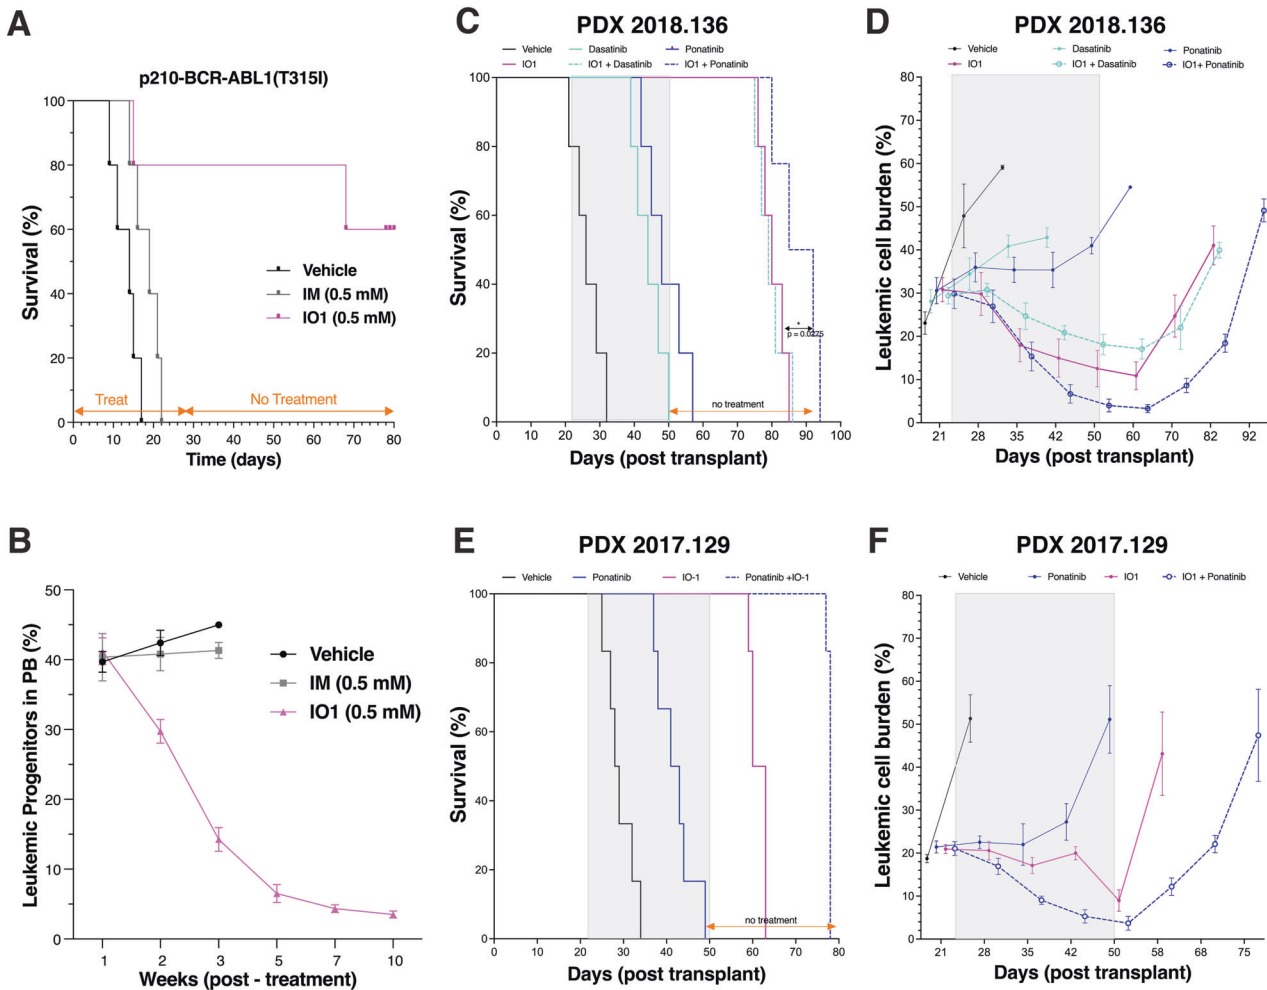 A
p210-BCR-ABL1(T315I)
Survival (%)
100
80
60
40
20
0
Vehicle
IM (0.5 mM)
IO1 (0.5 mM)
Treat
No Treatment
0 10 20 30 40 50 60 70 80
Time (days)
C
PDX 2018.136
Vehicle Dasatinib Ponatinib
IO1 IO1 + Dasatinib IO1 + Ponatinib
Survival (%)
100
80
60
40
20
0
*
p = 0.0275
no treatment
0 10 20 30 40 50 60 70 80 90 100
Days (post transplant)
D
PDX 2018.136
Vehicle Dasatinib Ponatinib
IO1 IO1 + Dasatinib IO1+ Ponatinib
Leukemic cell burden (%)
80
70
60
50
40
30
20
10
0
21 28 35 42 50 60 70 82 92
Days (post transplant)
B
Leukemic Progenitors in PB (%)
50
40
30
20
10
0
Vehicle
IM (0.5 mM)
IO1 (0.5 mM)
1 2 3 5 7 10
Weeks (post - treatment)
E
PDX 2017.129
Vehicle Ponatinib IO-1 Ponatinib +IO-1
Survival (%)
100
80
60
40
20
0
no treatment
0 10 20 30 40 50 60 70 80
Days (post transplant)
F
PDX 2017.129
Vehicle Ponatinib IO1 IO1 + Ponatinib
Leukemic cell burden (%)
80
70
60
50
40
30
20
10
0
21 28 35 42 50 58 68 75
Days (post transplant)